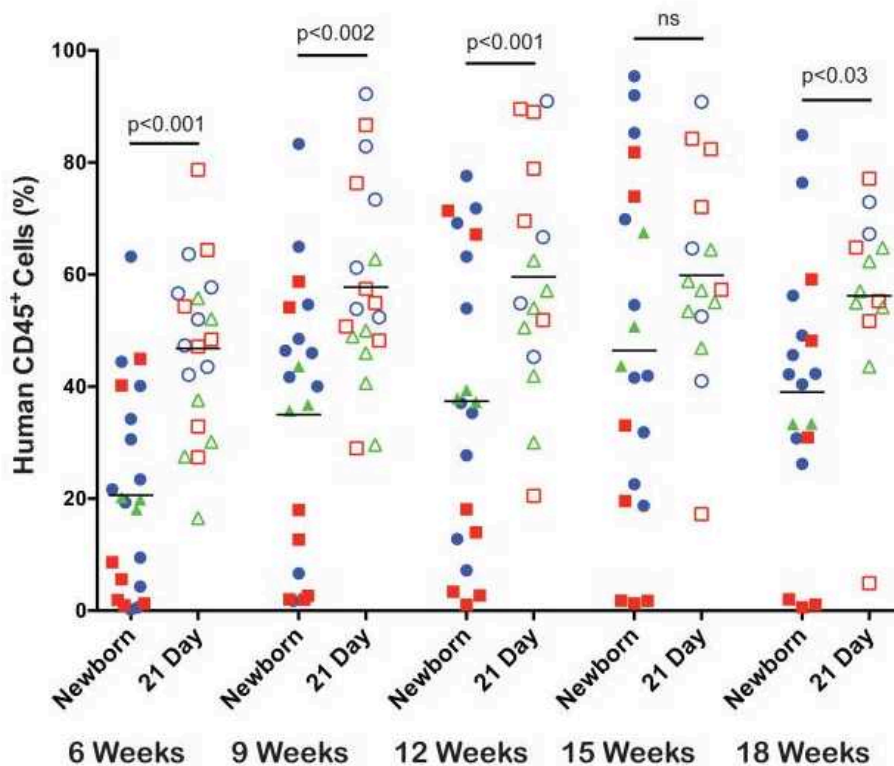 Human CD45⁺ Cells (%)
100
80
60
40
20
0
p<0.001
p<0.002
p<0.001
ns
p<0.03
Newborn
21 Day
Newborn
21 Day
Newborn
21 Day
Newborn
21 Day
Newborn
21 Day
6 Weeks
9 Weeks
12 Weeks
15 Weeks
18 Weeks